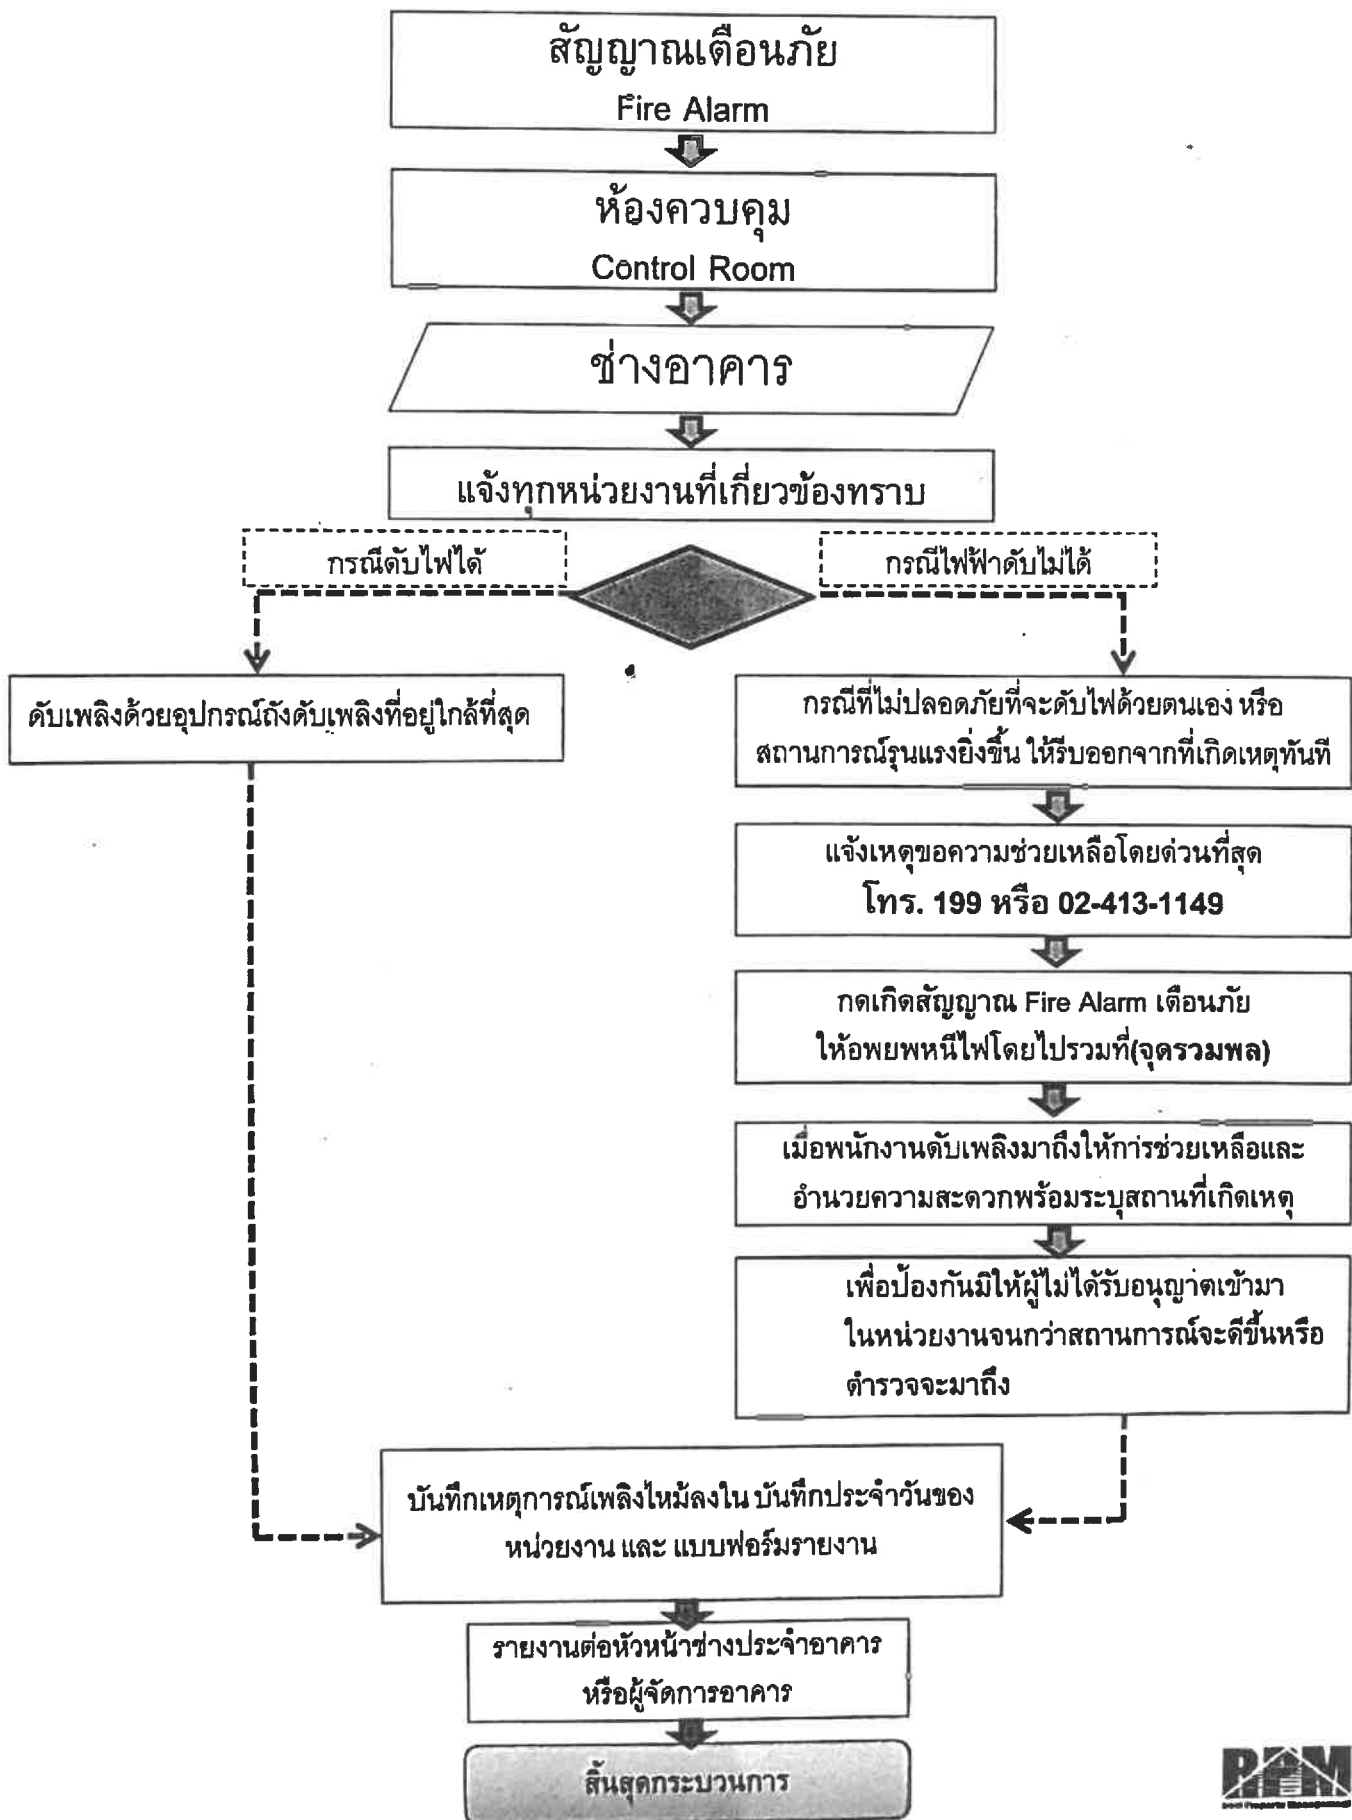 สัญญาณเตือนภัย
Fire Alarm
ห้องควบคุม
Control Room
ช่างอาคาร
แจ้งทุกหน่วยงานที่เกี่ยวข้องทราบ
กรณีดับไฟได้
กรณีไฟฟ้าดับไม่ได้
ดับเพลิงด้วยอุปกรณ์ถังดับเพลิงที่อยู่ใกล้ที่สุด
กรณีที่ไม่ปลอดภัยที่จะดับไฟด้วยตนเอง หรือ
สถานการณ์รุนแรงยิ่งขึ้น ให้รีบออกจากที่เกิดเหตุทันที
แจ้งเหตุขอความช่วยเหลือโดยด่วนที่สุด
โทร. 199 หรือ 02-413-1149
กดเกิดสัญญาณ Fire Alarm เตือนภัย
ให้อพยพหนีไฟโดยไปรวมที่(จุดรวมพล)
เมื่อพนักงานดับเพลิงมาถึงให้การช่วยเหลือและ
อำนวยความสะดวกพร้อมระบุสถานที่เกิดเหตุ
เพื่อป้องกันมิให้ผู้ไม่ได้รับอนุญาตเข้ามา
ในหน่วยงานจนกว่าสถานการณ์จะดีขึ้นหรือ
ตำรวจจะมาถึง
บันทึกเหตุการณ์เพลิงไหม้ลงใน บันทึกประจำวันของ
หน่วยงาน และ แบบฟอร์มรายงาน
รายงานต่อหัวหน้าช่างประจำอาคาร
หรือผู้จัดการอาคาร
สิ้นสุดกระบวนการ
Property Management